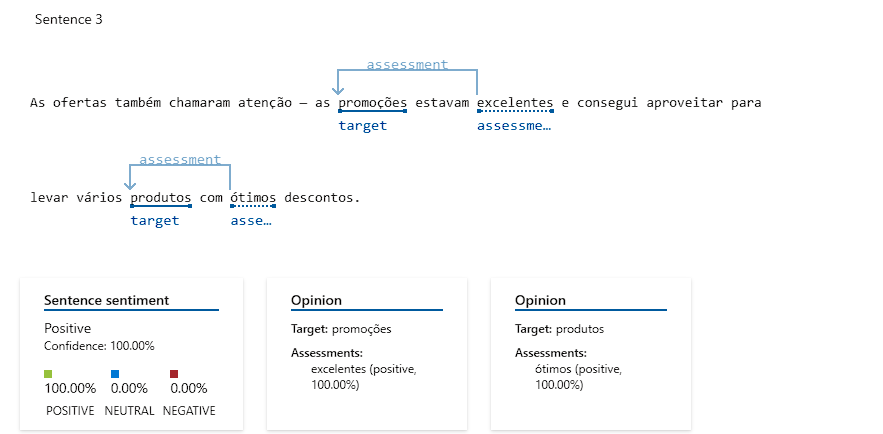 Sentence 3
assessment
As ofertas também chamaram atenção — as promoções estavam excelentes e consegui aproveitar para
target assessme…
assessment
levar vários produtos com ótimos descontos.
target asse…
Sentence sentiment
Positive
Confidence: 100.00%
100.00% 0.00% 0.00%
POSITIVE NEUTRAL NEGATIVE
Opinion
Target: promoções
Assessments:
excelentes (positive,
100.00%)
Opinion
Target: produtos
Assessments:
ótimos (positive,
100.00%)